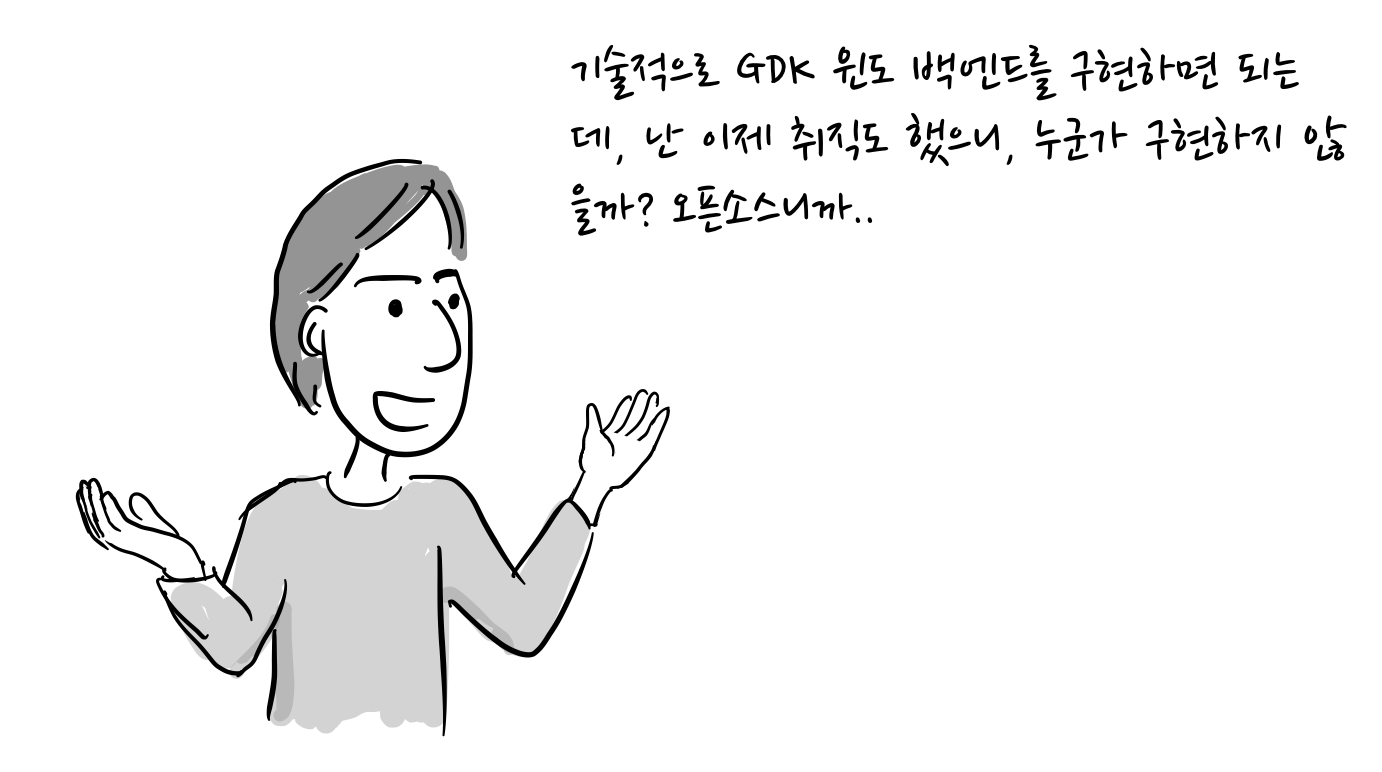 기술적으로 GDK 윈도 백엔드를 구현하면 되는
데, 난 이제 취직도 했으니, 누군가 구현하지 않
을까? 오픈소스니까..